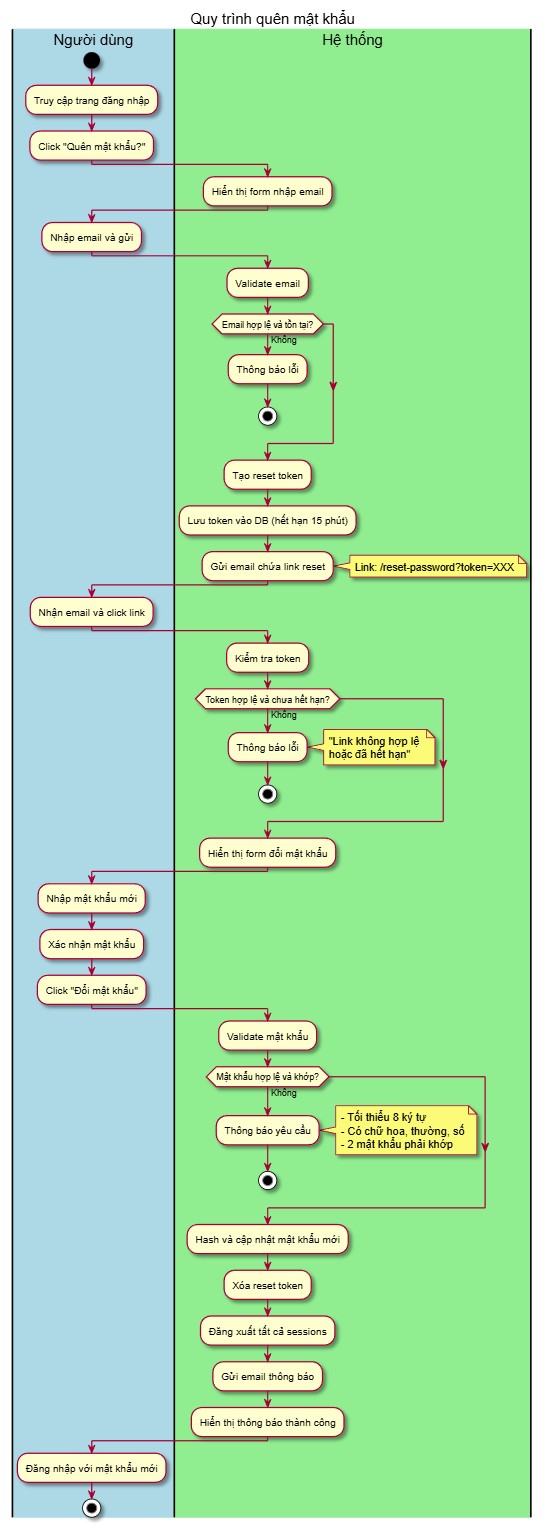 Quy trình quên mật khẩu
Người dùng
Hệ thống
Truy cập trang đăng nhập
Click "Quên mật khẩu?"
Hiển thị form nhập email
Nhập email và gửi
Validate email
Email hợp lệ và tồn tại?
Không
Thông báo lỗi
Tạo reset token
Lưu token vào DB (hết hạn 15 phút)
Gửi email chứa link reset
Link: /reset-password?token=XXX
Nhận email và click link
Kiểm tra token
Token hợp lệ và chưa hết hạn?
Không
Thông báo lỗi
"Link không hợp lệ
hoặc đã hết hạn"
Hiển thị form đổi mật khẩu
Nhập mật khẩu mới
Xác nhận mật khẩu
Click "Đổi mật khẩu"
Validate mật khẩu
Mật khẩu hợp lệ và khớp?
Không
Thông báo yêu cầu
- Tối thiểu 8 ký tự
- Có chữ hoa, thường, số
- 2 mật khẩu phải khớp
Hash và cập nhật mật khẩu mới
Xóa reset token
Đăng xuất tất cả sessions
Gửi email thông báo
Hiển thị thông báo thành công
Đăng nhập với mật khẩu mới